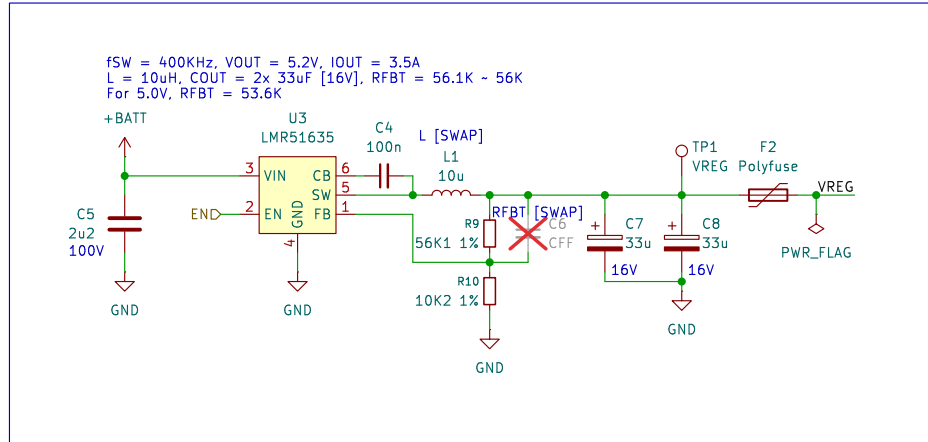 fSW = 400KHz, VOUT = 5.2V, IOUT = 3.5A
L = 10uH, COUT = 2x 33uF [16V], RFBT = 56.1K ~ 56K
For 5.0V, RFBT = 53.6K
+BATT
U3
LMR51635
C4
100n
L [SWAP]
L1
10u
TP1
VREG
F2
Polyfuse
3
VIN
CB
6
SW
5
2
EN
FB
1
GND
4
END
VREG
C5
2u2
100V
RFBT [SWAP]
R9
56K1 1%
C6
CFF
C7
33u
16V
C8
33u
16V
PWR_FLAG
R10
10K2 1%
GND
GND
GND
GND